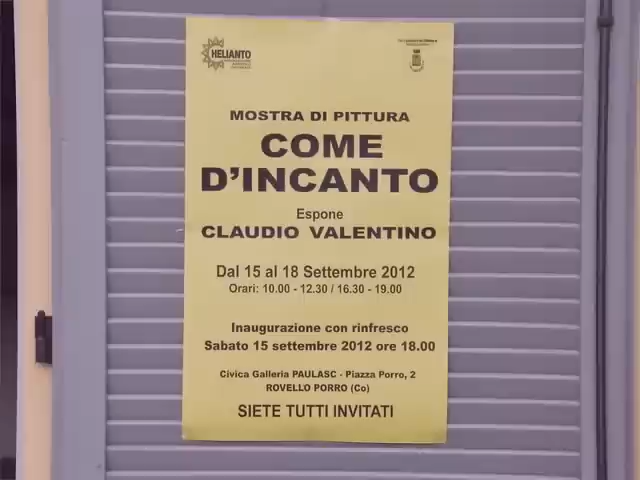 HELIANTO
MOSTRA DI PITTURA
COME
D'INCANTO
Espone
CLAUDIO VALENTINO
Dal 15 al 18 Settembre 2012
Orari: 10.00 - 12.30 / 16.30 - 19.00
Inaugurazione con rinfresco
Sabato 15 settembre 2012 ore 18.00
Civica Galleria PAULASC - Piazza Porro, 2
ROVELLO PORRO (Co)
SIETE TUTTI INVITATI